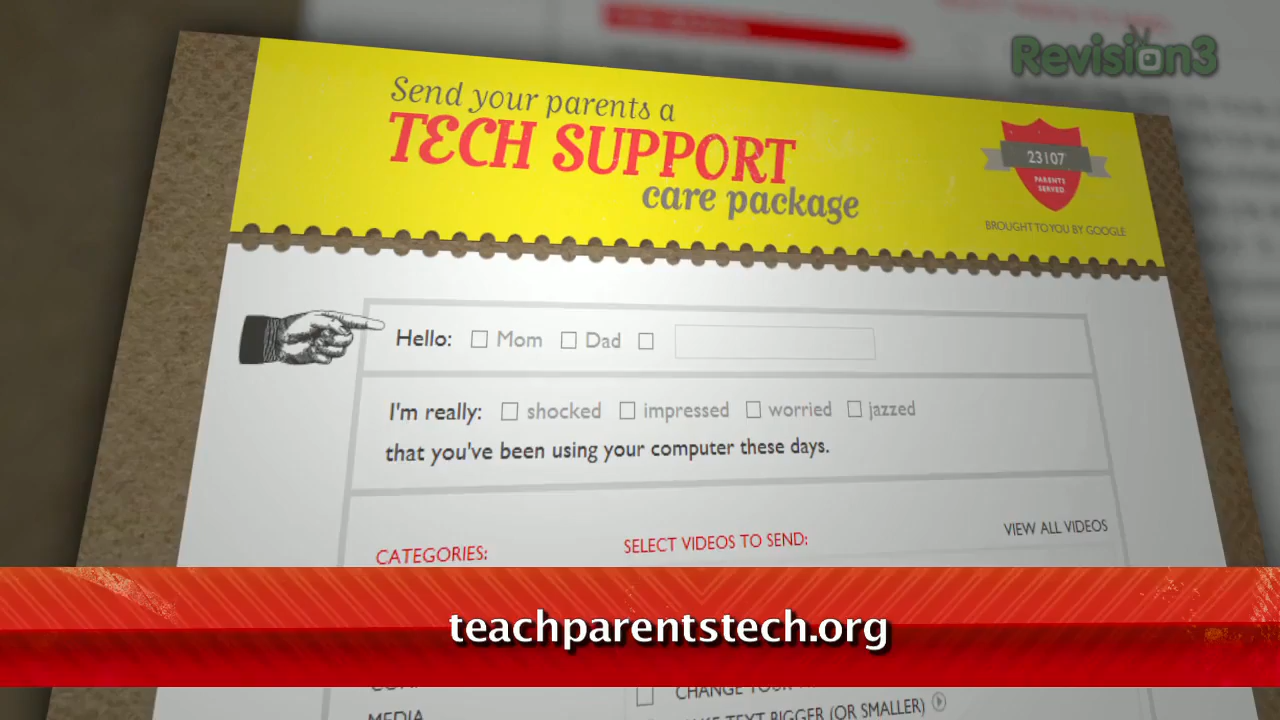 Revision3
Send your parents a
TECH SUPPORT
care package
23107
PARENTS
SERVED
BROUGHT TO YOU BY GOOGLE
Hello: Mom Dad
I'm really: shocked impressed worried jazzed
that you've been using your computer these days.
CATEGORIES: SELECT VIDEOS TO SEND: VIEW ALL VIDEOS
teachparentstech.org
CHANGE YOUR
MEDIA
TEXT BIGGER (OR SMALLER)